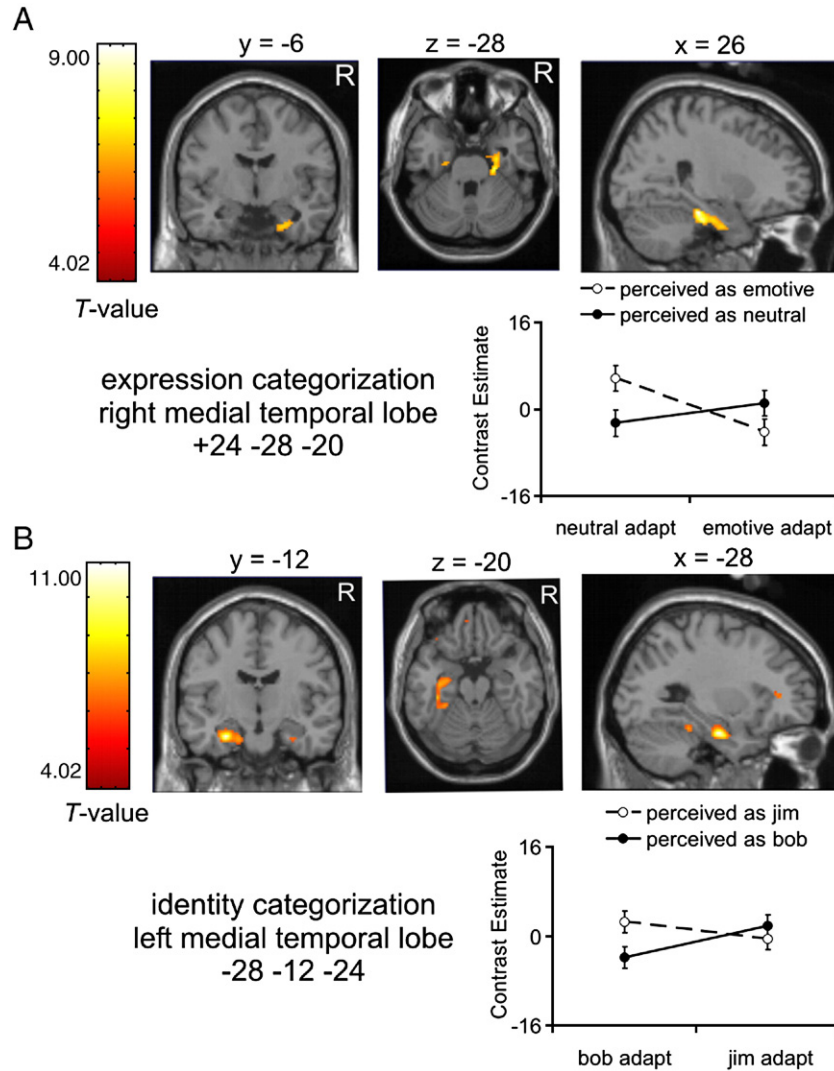 A
y = -6
z = -28
x = 26
9.00
R
R
4.02
T-value
perceived as emotive
perceived as neutral
expression categorization
right medial temporal lobe
+24 -28 -20
Contrast Estimate
16
0
-16
neutral adapt
emotive adapt
B
y = -12
z = -20
x = -28
11.00
R
R
4.02
T-value
perceived as jim
perceived as bob
identity categorization
left medial temporal lobe
-28 -12 -24
Contrast Estimate
16
0
-16
bob adapt
jim adapt